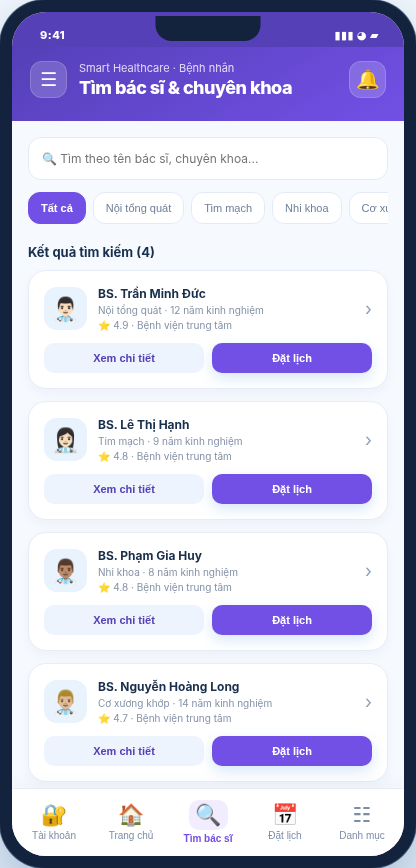 9:41
Smart Healthcare · Bệnh nhân
Tìm bác sĩ & chuyên khoa
Tìm theo tên bác sĩ, chuyên khoa...
Tất cả Nội tổng quát Tim mạch Nhi khoa Cơ xư
Kết quả tìm kiếm (4)
BS. Trần Minh Đức
Nội tổng quát · 12 năm kinh nghiệm
4.9 · Bệnh viện trung tâm
Xem chi tiết Đặt lịch
BS. Lê Thị Hạnh
Tim mạch · 9 năm kinh nghiệm
4.8 · Bệnh viện trung tâm
Xem chi tiết Đặt lịch
BS. Phạm Gia Huy
Nhi khoa · 8 năm kinh nghiệm
4.8 · Bệnh viện trung tâm
Xem chi tiết Đặt lịch
BS. Nguyễn Hoàng Long
Cơ xương khớp · 14 năm kinh nghiệm
4.7 · Bệnh viện trung tâm
Xem chi tiết Đặt lịch
Tài khoản Trang chủ Tìm bác sĩ Đặt lịch Danh mục